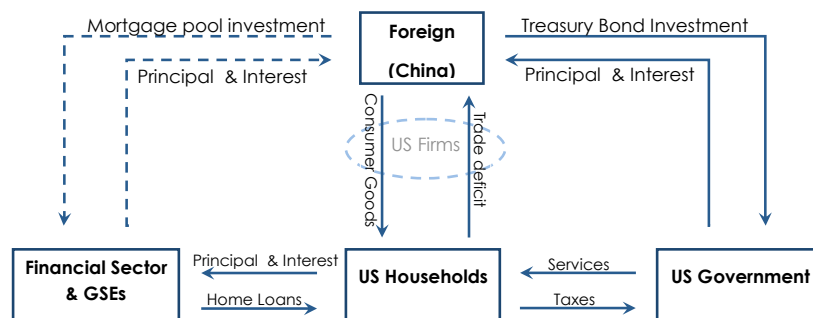 Mortgage pool investment
Foreign
(China)
Treasury Bond Investment
Principal & Interest
Principal & Interest
Consumer Goods
US Firms
Trade deficit
Financial Sector
& GSEs
Principal & Interest
Home Loans
US Households
Services
Taxes
US Government